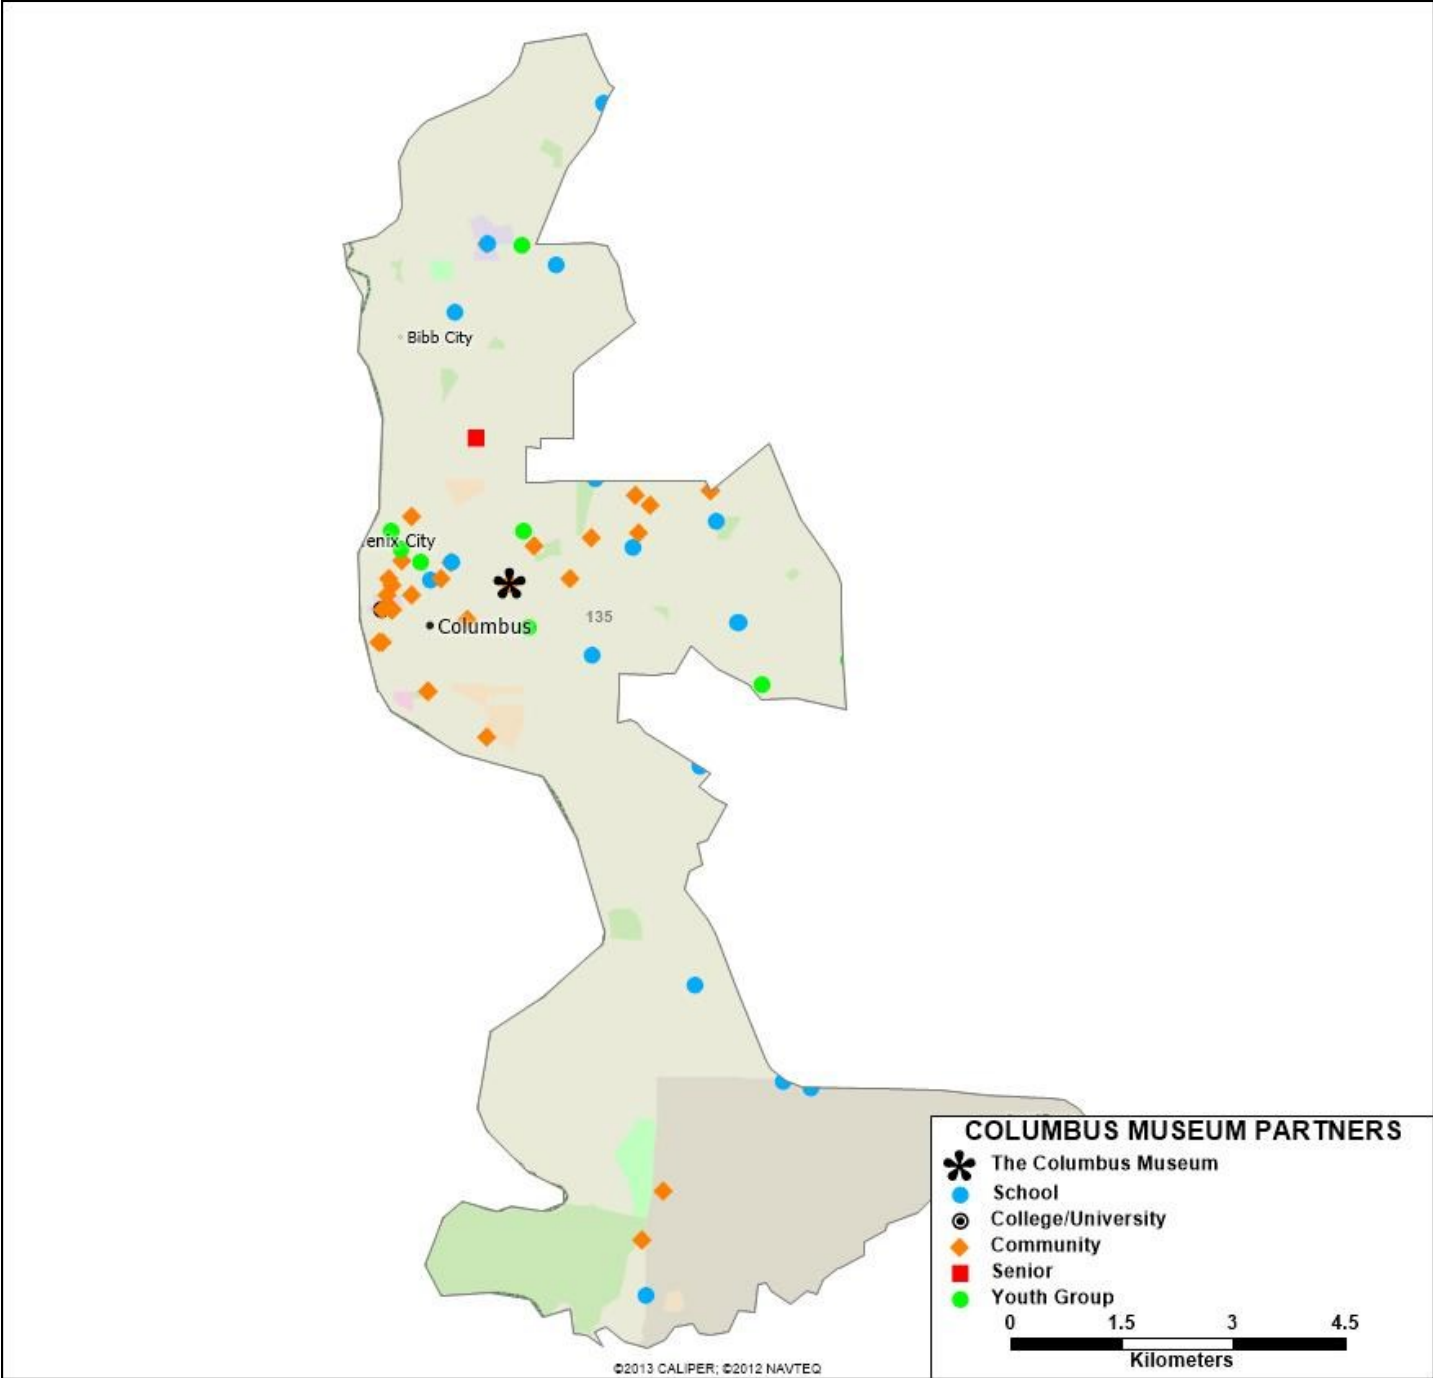 Bibb City
enix City
135
Columbus
COLUMBUS MUSEUM PARTNERS
The Columbus Museum
School
College/University
Community
Senior
Youth Group
0 1.5 3 4.5
Kilometers
©2013 CALIPER; ©2012 NAVTEQ